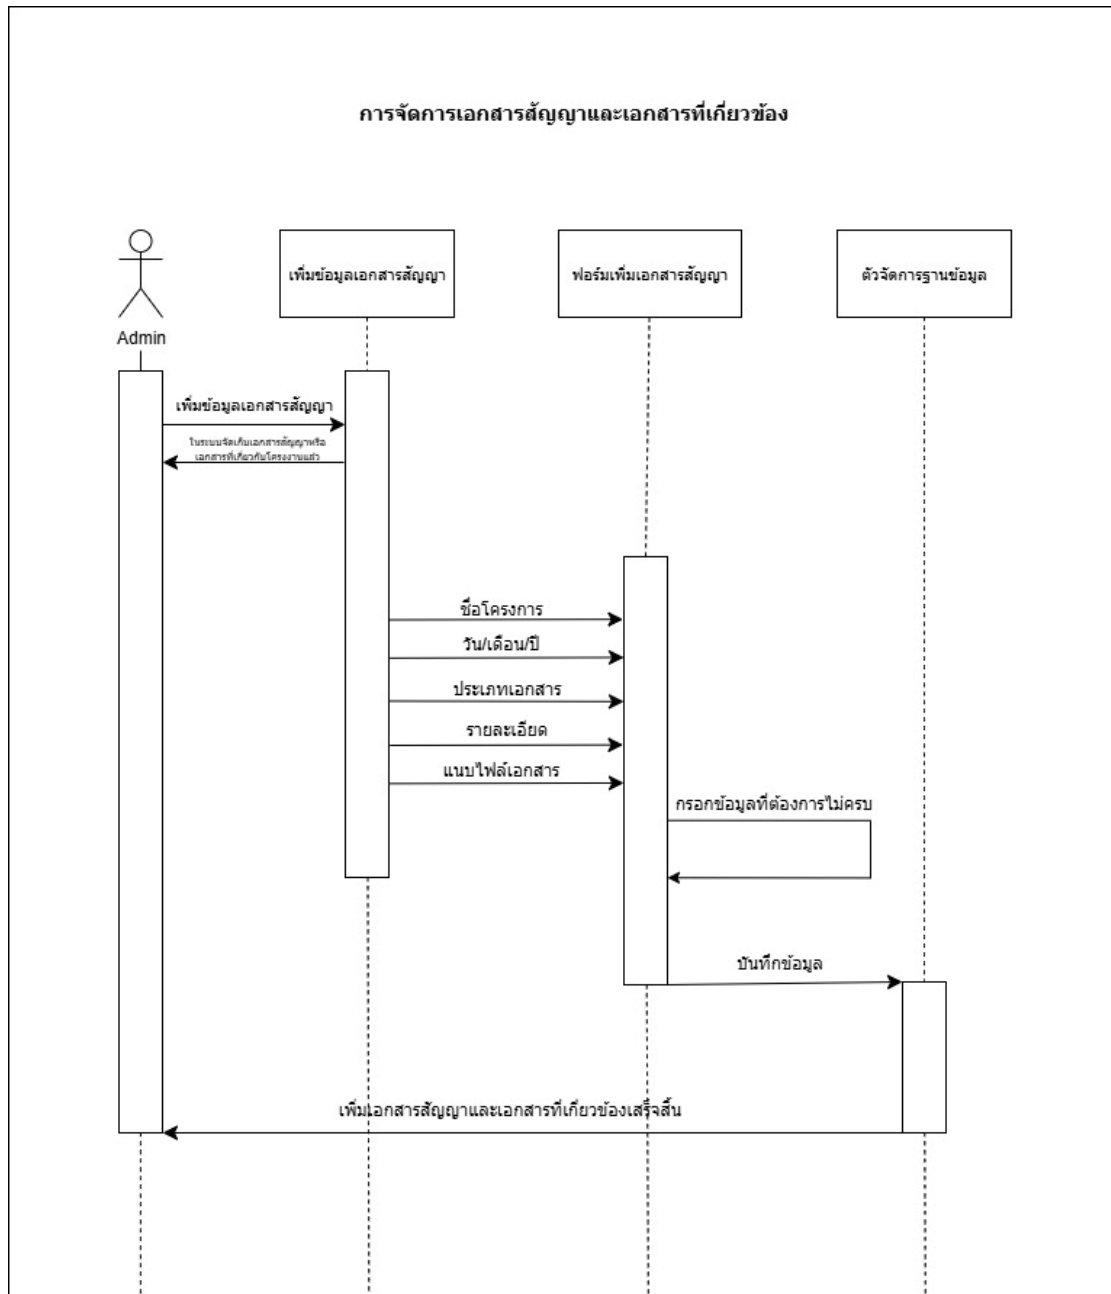 การจัดการเอกสารสัญญาและเอกสารที่เกี่ยวข้อง
เพิ่มข้อมูลเอกสารสัญญา
ฟอร์มเพิ่มเอกสารสัญญา
ตัวจัดการฐานข้อมูล
Admin
เพิ่มข้อมูลเอกสารสัญญา
ในระบบจัดเก็บเอกสารสัญญาหรือ
เอกสารที่เกี่ยวกับโครงงานแล้ว
ชื่อโครงการ
วัน/เดือน/ปี
ประเภทเอกสาร
รายละเอียด
แนบไฟล์เอกสาร
กรอกข้อมูลที่ต้องการไม่ครบ
บันทึกข้อมูล
เพิ่มเอกสารสัญญาและเอกสารที่เกี่ยวข้องเสร็จสิ้น